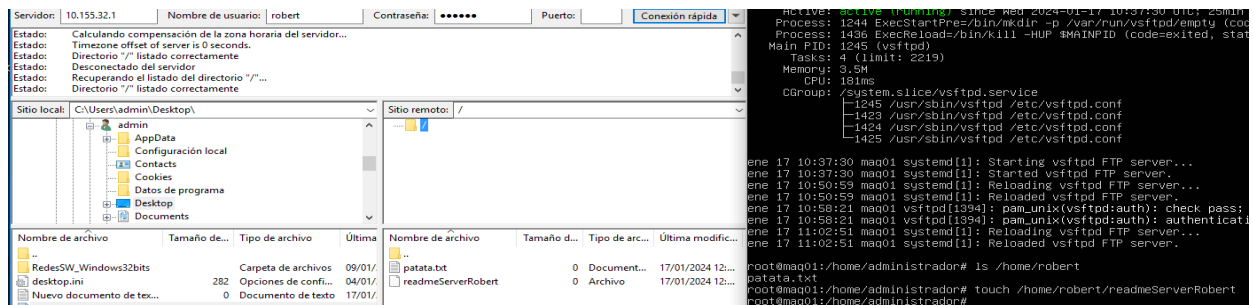 Servidor: 10.155.32.1 Nombre de usuario: robert Contraseña: ●●●●●● Puerto: Conexión rápida
Estado: Calculando compensación de la zona horaria del servidor...
Estado: Timezone offset of server is 0 seconds.
Estado: Directorio "/" listado correctamente
Estado: Desconectado del servidor
Estado: Recuperando el listado del directorio "/"...
Estado: Directorio "/" listado correctamente
Sitio local: C:\Users\admin\Desktop\
admin
AppData
Configuración local
Contacts
Cookies
Datos de programa
Desktop
Documents
Sitio remoto: /
/
Nombre de archivo Tamaño de... Tipo de archivo Última
..
RedesSW_Windows32bits Carpeta de archivos 09/01/
desktop.ini 282 Opciones de confi... 04/01/
Nuevo documento de tex... 0 Documento de texto 17/01/
Nombre de archivo Tamaño d... Tipo de arc... Última modific...
..
patata.txt 0 Document... 17/01/2024 12:...
readmeServerRobert 0 Archivo 17/01/2024 12:...
Active: active (running) since Wed 2024-01-17 10:37:30 UTC; 25min
Process: 1244 ExecStartPre=/bin/mkdir -p /var/run/vsftpd/empty (cod
Process: 1436 ExecReload=/bin/kill -HUP $MAINPID (code=exited, stat
Main PID: 1245 (vsftpd)
Tasks: 4 (limit: 2219)
Memory: 3.5M
CPU: 181ms
CGroup: /system.slice/vsftpd.service
├─1245 /usr/sbin/vsftpd /etc/vsftpd.conf
├─1423 /usr/sbin/vsftpd /etc/vsftpd.conf
├─1424 /usr/sbin/vsftpd /etc/vsftpd.conf
└─1425 /usr/sbin/vsftpd /etc/vsftpd.conf
ene 17 10:37:30 maq01 systemd[1]: Starting vsftpd FTP server...
ene 17 10:37:30 maq01 systemd[1]: Started vsftpd FTP server.
ene 17 10:50:59 maq01 systemd[1]: Reloading vsftpd FTP server...
ene 17 10:50:59 maq01 systemd[1]: Reloaded vsftpd FTP server.
ene 17 10:58:21 maq01 vsftpd[1394]: pam_unix(vsftpd:auth): check pass;
ene 17 10:58:21 maq01 vsftpd[1394]: pam_unix(vsftpd:auth): authenticati
ene 17 11:02:51 maq01 systemd[1]: Reloading vsftpd FTP server...
ene 17 11:02:51 maq01 systemd[1]: Reloaded vsftpd FTP server.
root@maq01:/home/administrador# ls /home/robert
patata.txt
root@maq01:/home/administrador# touch /home/robert/readmeServerRobert
root@maq01:/home/administrador#